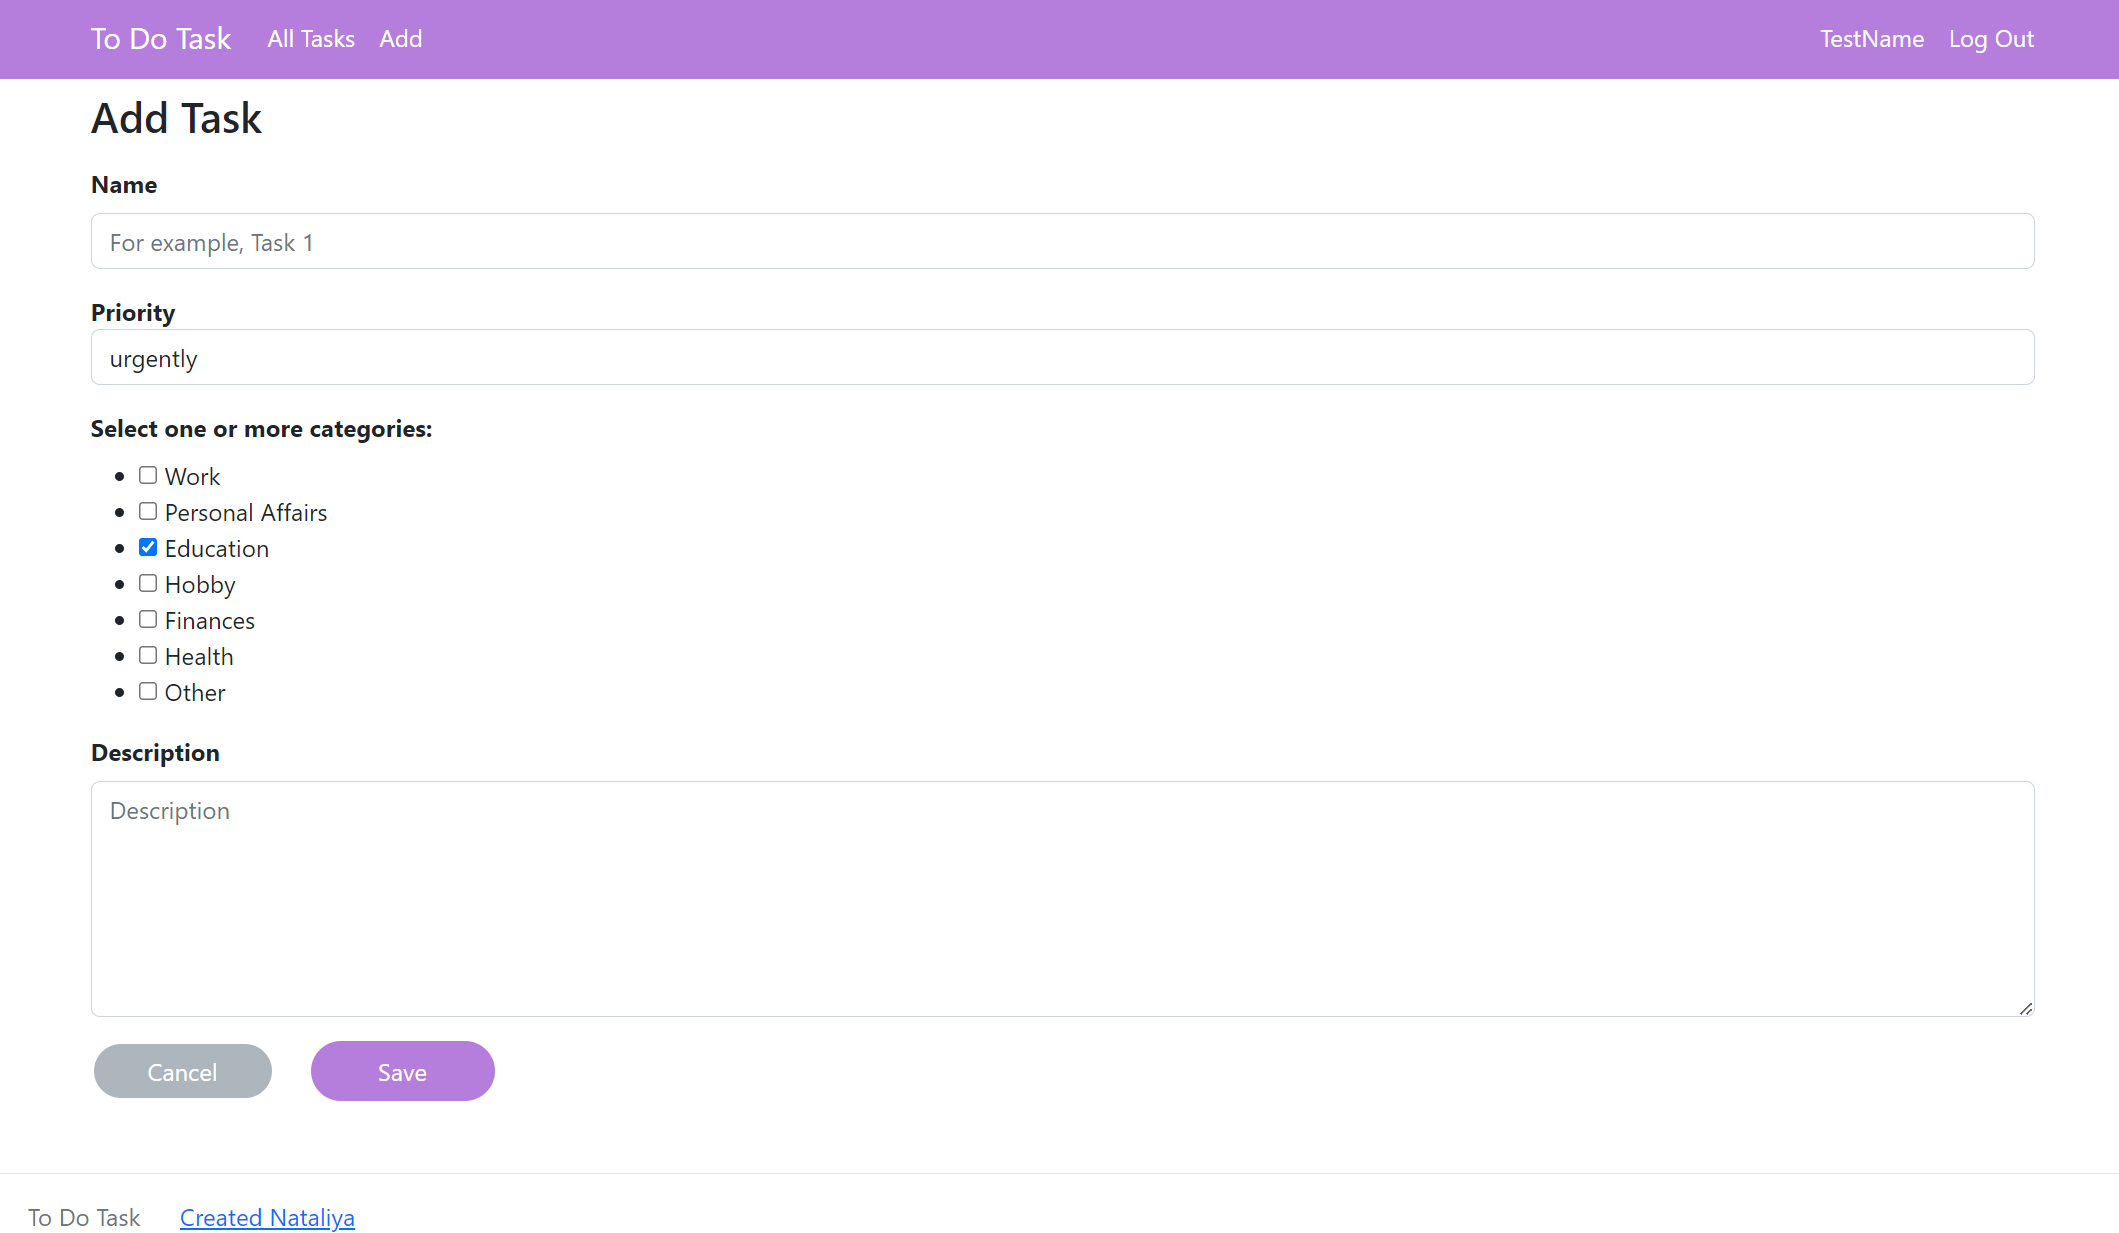 To Do Task All Tasks Add TestName Log Out
Add Task
Name
For example, Task 1
Priority
urgently
Select one or more categories:
Work
Personal Affairs
Education
Hobby
Finances
Health
Other
Description
Description
Cancel Save
To Do Task Created Nataliya